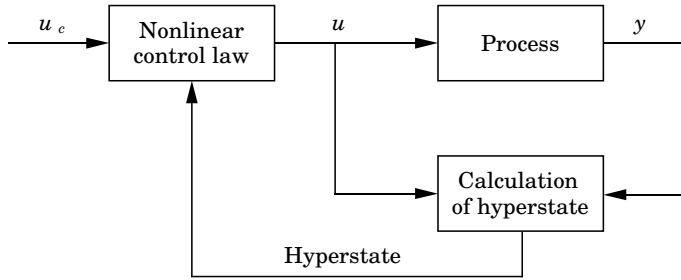 u c
Nonlinear
control law
u
Process
y
Calculation
of hyperstate
Hyperstate